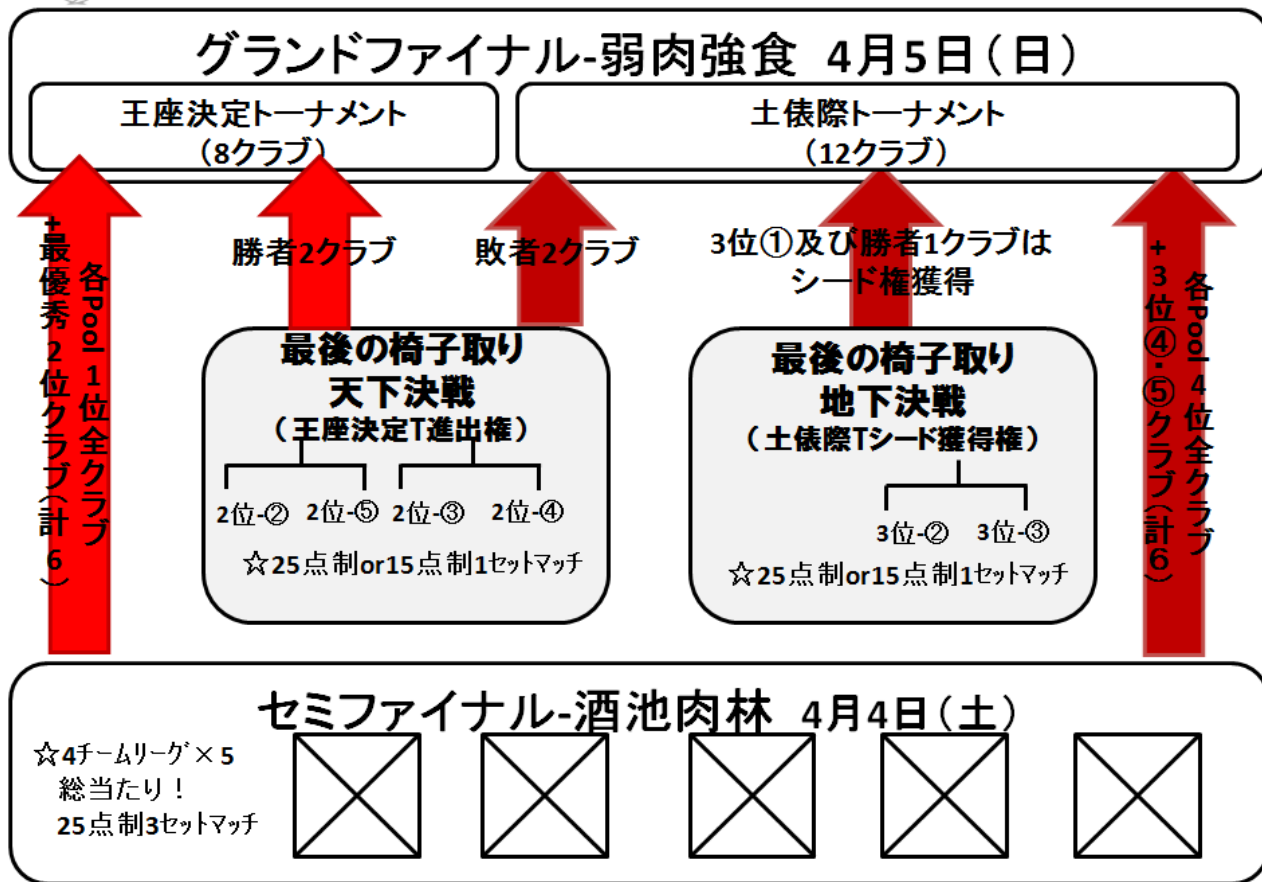 グランドファイナル-弱肉強食 4月5日(日)
王座決定トーナメント
(8クラブ)
土俵際トーナメント
(12クラブ)
各Pool1位全クラブ
+最優秀2位クラブ(計6)
勝者2クラブ
敗者2クラブ
3位①及び勝者1クラブは
シード権獲得
各Pool4位全クラブ
+3位④・⑤クラブ(計6)
最後の椅子取り
天下決戦
(王座決定T進出権)
2位-② 2位-⑤ 2位-③ 2位-④
☆25点制or15点制1セットマッチ
最後の椅子取り
地下決戦
(土俵際Tシード獲得権)
3位-② 3位-③
☆25点制or15点制1セットマッチ
セミファイナル-酒池肉林 4月4日(土)
☆4チームリーグ×5
総当たり！
25点制3セットマッチ